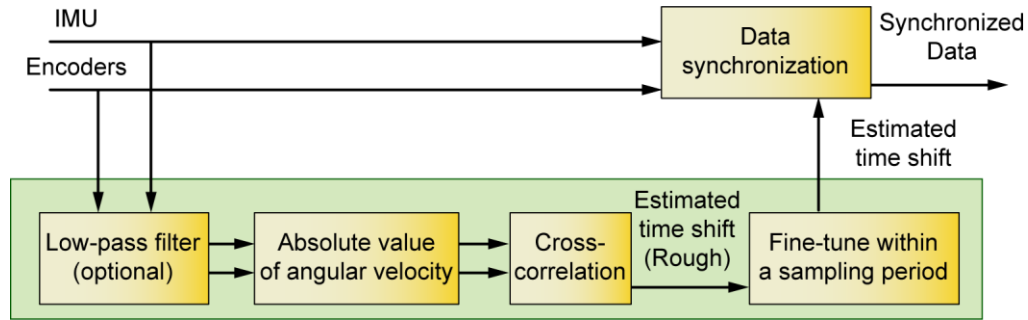 IMU
Encoders
Data
synchronization
Synchronized
Data
Estimated
time shift
Low-pass filter
(optional)
Absolute value
of angular velocity
Cross-
correlation
Estimated
time shift
(Rough)
Fine-tune within
a sampling period